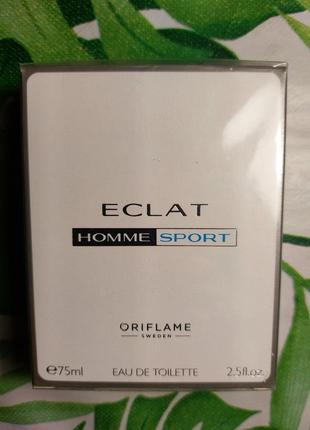 ECLAT
HOMME SPORT
ORIFLAME
SWEDEN
℮75ml EAU DE TOILETTE 2.5fl.oz.